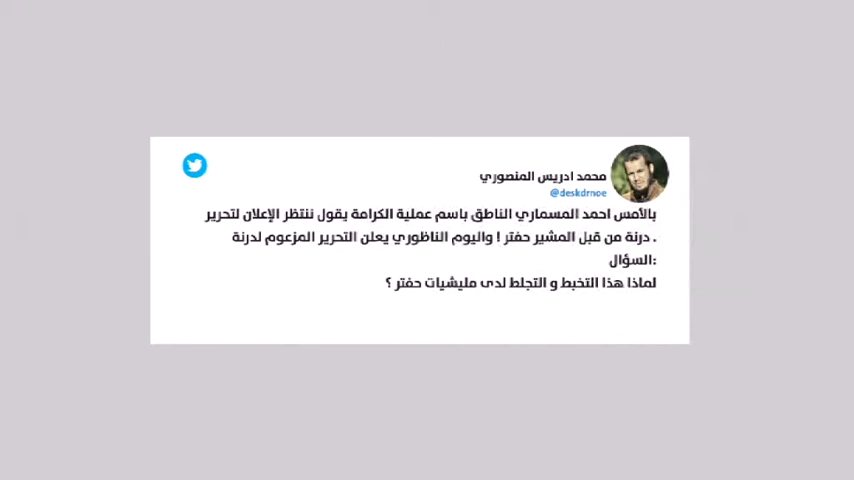 محمد ادريس المنصوري
@deskdrnoe
بالأمس احمد المسماري الناطق باسم عملية الكرامة يقول ننتظر الإعلان لتحرير
. درنة من قبل المشير حفتر ! واليوم الناظوري يعلن التحرير المزعوم لدرنة
:السؤال
لماذا هذا التخبط و التجلط لدى مليشيات حفتر ؟